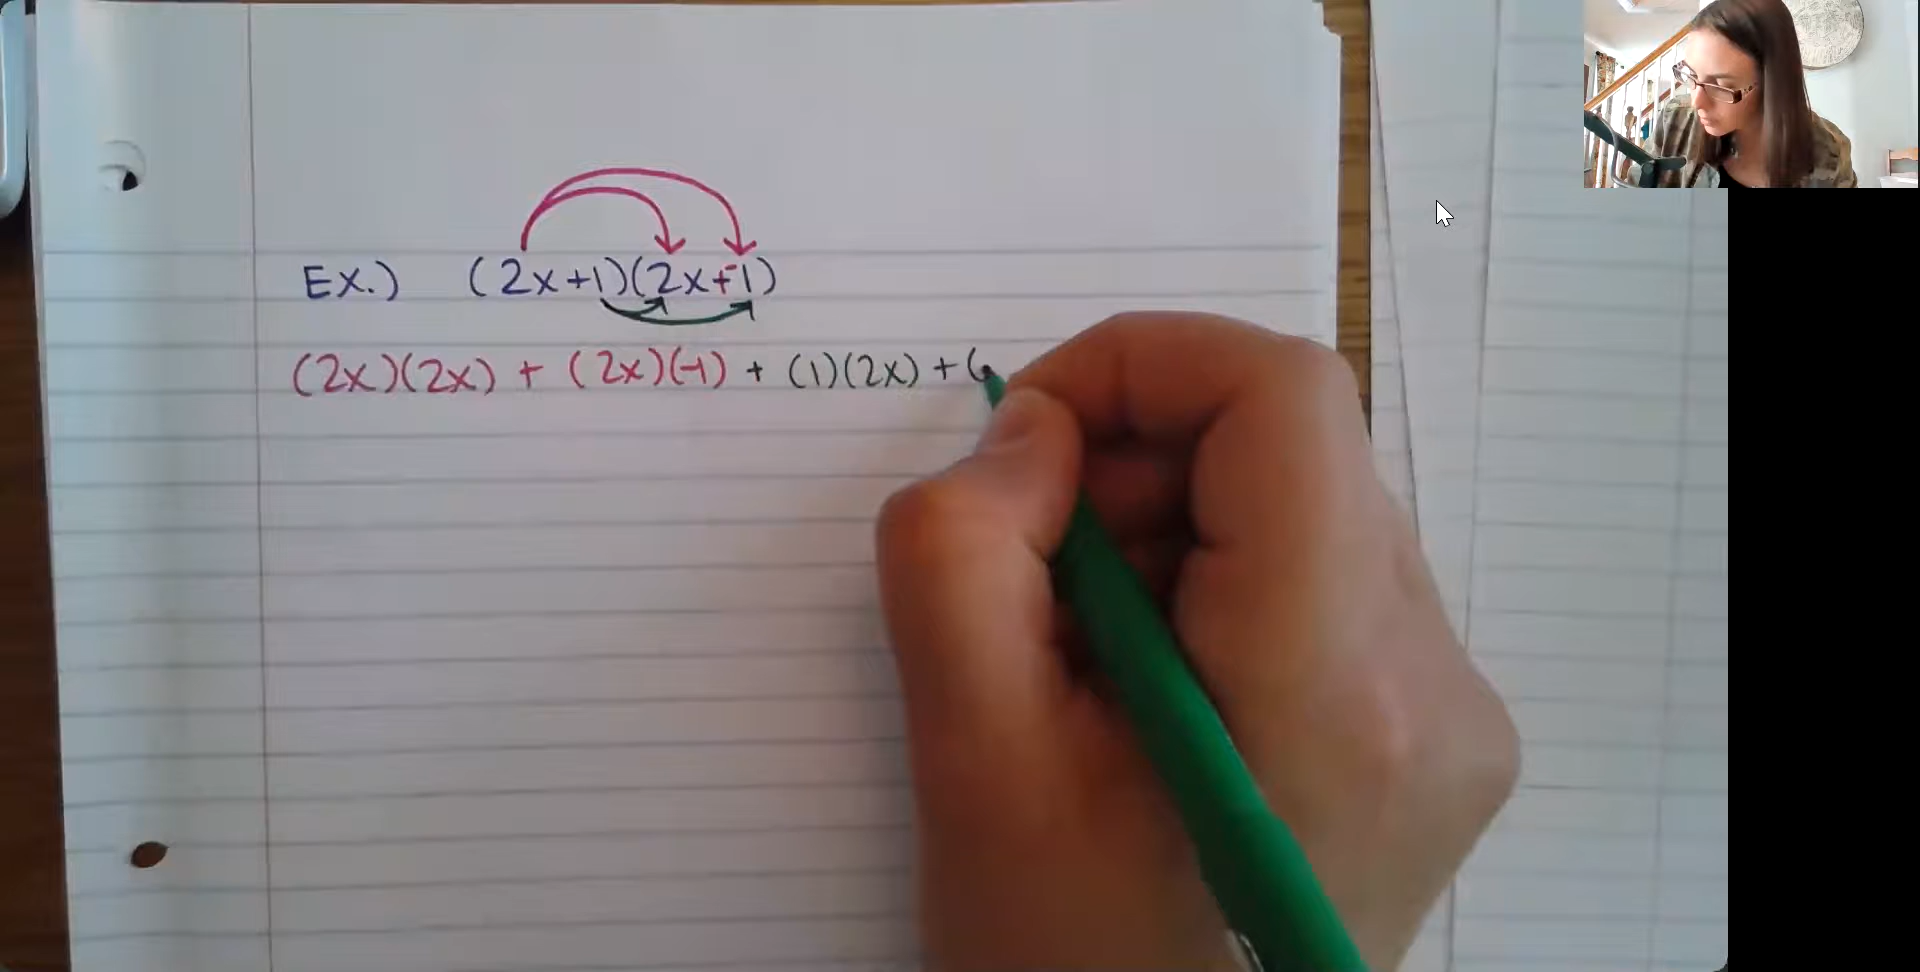 Ex.) (2x+1)(2x+-1)
(2x)(2x) + (2x)(-1) + (1)(2x) + (